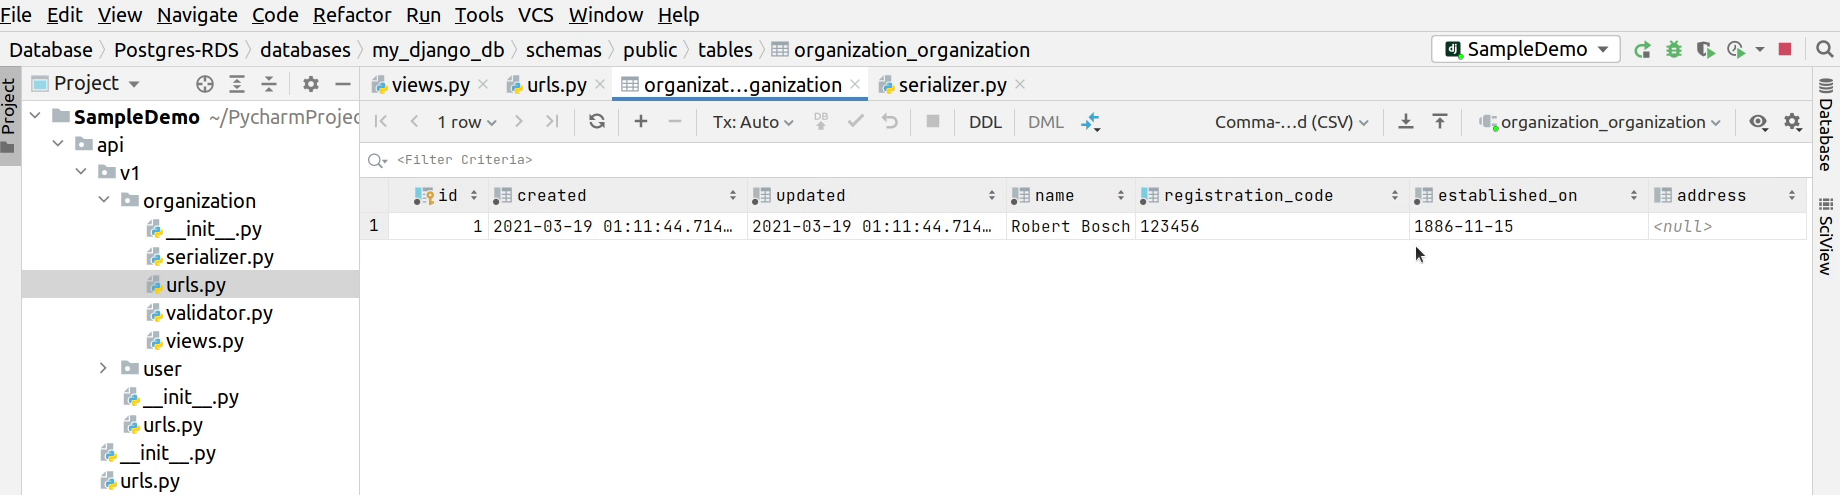 File Edit View Navigate Code Refactor Run Tools VCS Window Help
Database Postgres-RDS databases my_django_db schemas public tables organization_organization SampleDemo
Project views.py urls.py organizat...ganization serializer.py
SampleDemo ~/PycharmProjec
1 row Tx: Auto DB DDL DML Comma-...d (CSV) organization_organization
<Filter Criteria>
id created updated name registration_code established_on address
1 1 2021-03-19 01:11:44.714... 2021-03-19 01:11:44.714... Robert Bosch 123456 1886-11-15 <null>
api
v1
organization
__init__.py
serializer.py
urls.py
validator.py
views.py
user
__init__.py
urls.py
__init__.py
urls.py
Project
Database
SciView